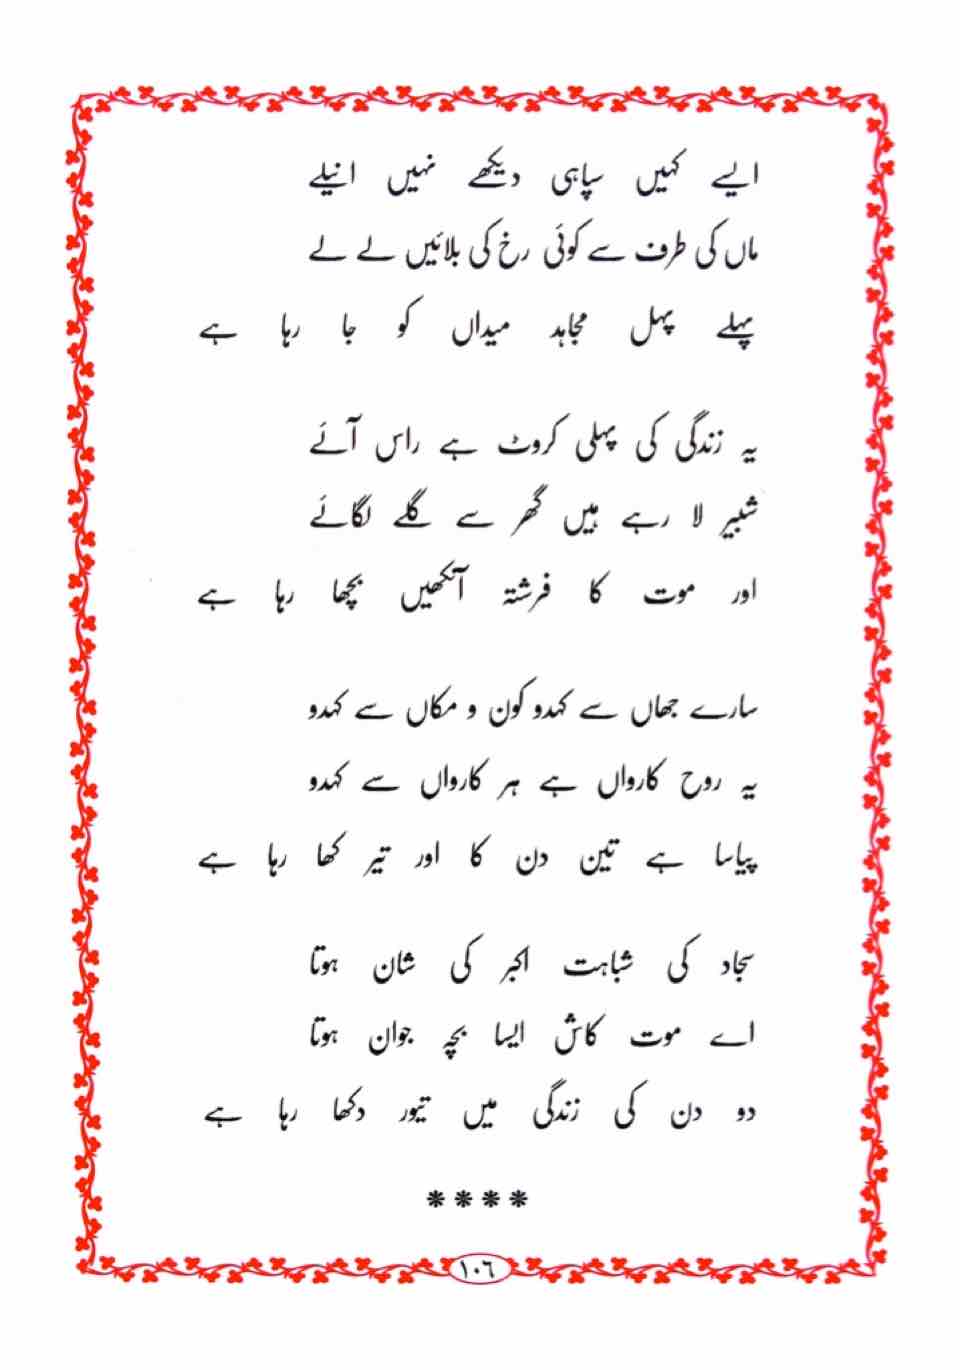 ایسے کہیں سپاہی دیکھے نہیں انیلے
ماں کی طرف سے کوئی رخ کی بلائیں لے لے
پہلے پہل مجاہد میداں کو جا رہا ہے
یہ زندگی کی پہلی کروٹ ہے راس آئے
شبیر لا رہے ہیں گھر سے گلے لگائے
اور موت کا فرشتہ آنکھیں بچھا رہا ہے
سارے جھاں سے کہدو کون و مکاں سے کہدو
یہ روح کارواں ہے ہر کارواں سے کہدو
پیاسا ہے تین دن کا اور تیر کھا رہا ہے
سجاد کی شباہت اکبر کی شان ہوتا
اے موت کاش ایسا بچہ جوان ہوتا
دو دن کی زندگی میں تیور دکھا رہا ہے
****
١٠٦